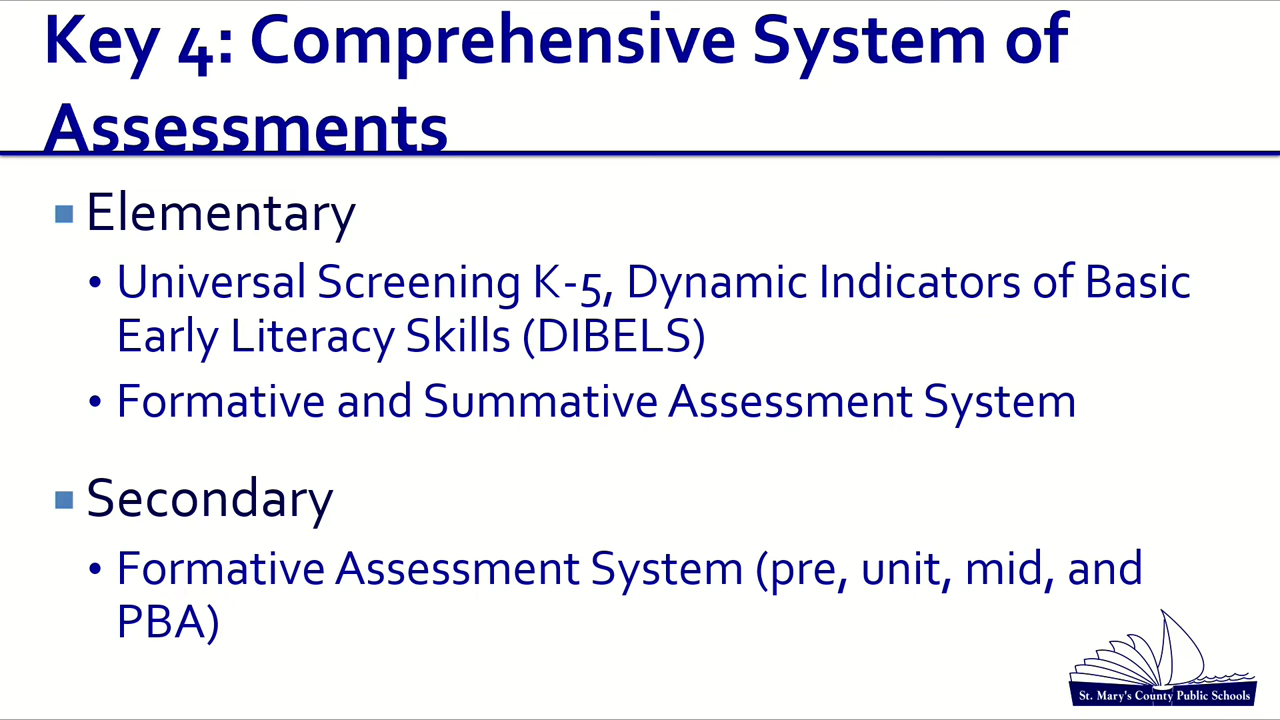 Key 4: Comprehensive System of
Assessments
Elementary
• Universal Screening K-5, Dynamic Indicators of Basic
Early Literacy Skills (DIBELS)
• Formative and Summative Assessment System
Secondary
• Formative Assessment System (pre, unit, mid, and
PBA)
St. Mary's County Public Schools